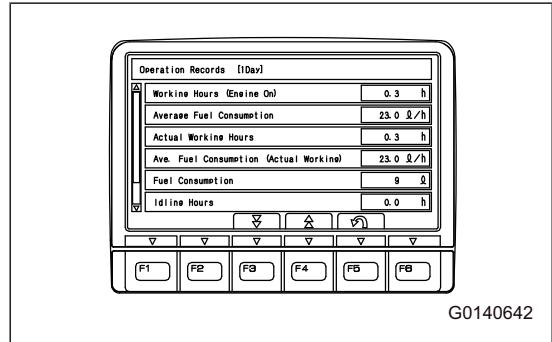 Operation Records [1Day]
Working Hours (Engine On) 0.3 h
Average Fuel Consumption 23.0 ℓ/h
Actual Working Hours 0.3 h
Ave. Fuel Consumption (Actual Working) 23.0 ℓ/h
Fuel Consumption 9 ℓ
Idling Hours 0.0 h
F1 F2 F3 F4 F5 F6
G0140642